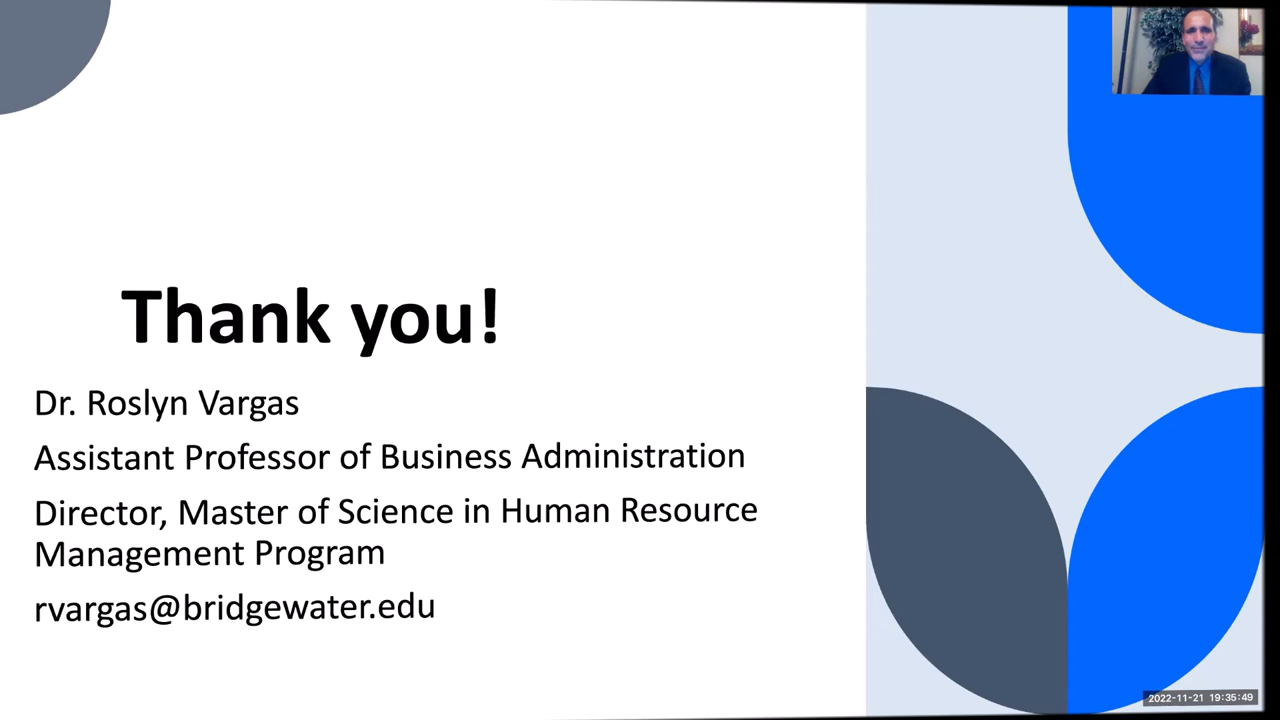 Thank you!
Dr. Roslyn Vargas
Assistant Professor of Business Administration
Director, Master of Science in Human Resource
Management Program
rvargas@bridgewater.edu
2022-11-21 19:35:49